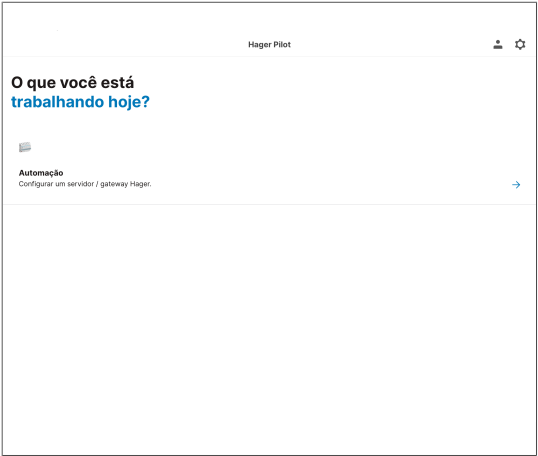 Hager Pilot
O que você está
trabalhando hoje?
Automação
Configurar um servidor / gateway Hager.